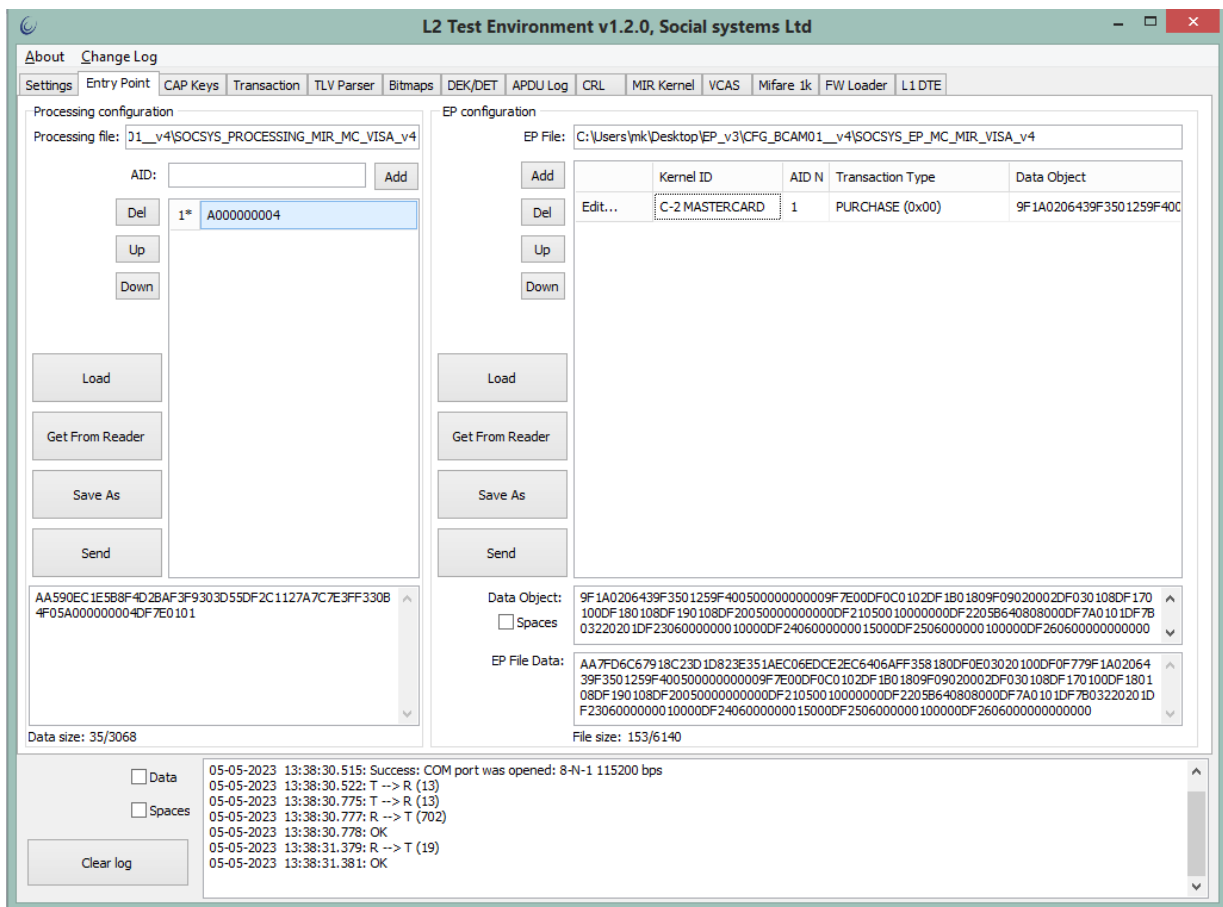 L2 Test Environment v1.2.0, Social systems Ltd
About Change Log
Settings Entry Point CAP Keys Transaction TLV Parser Bitmaps DEK/DET APDU Log CRL MIR Kernel VCAS Mifare 1k FW Loader L1 DTE
Processing configuration
Processing file: 01__v4\SOCSYS_PROCESSING_MIR_MC_VISA_v4
AID: Add
Del 1* A000000004
Up
Down
Load
Get From Reader
Save As
Send
AA590EC1E5B8F4D2BAF3F9303D55DF2C1127A7C7E3FF330B
4F05A000000004DF7E0101
Data size: 35/3068
EP configuration
EP File: C:\Users\mk\Desktop\EP_v3\CFG_BCAM01__v4\SOCSYS_EP_MC_MIR_VISA_v4
Add Kernel ID AID N Transaction Type Data Object
Del Edit... C-2 MASTERCARD 1 PURCHASE (0x00) 9F1A0206439F3501259F400
Up
Down
Load
Get From Reader
Save As
Send
Data Object: 9F1A0206439F3501259F400500000000009F7E00DF0C0102DF1B01809F09020002DF030108DF170
100DF180108DF190108DF20050000000000DF21050010000000DF2205B640808000DF7A0101DF7B
Spaces 03220201DF2306000000010000DF2406000000015000DF2506000000100000DF2606000000000000
EP File Data: AA7FD6C67918C23D1D823E351AEC06EDCE2EC6406AFF358180DF0E03020100DF0F779F1A02064
39F3501259F400500000000009F7E00DF0C0102DF1B01809F09020002DF030108DF170100DF1801
08DF190108DF20050000000000DF21050010000000DF2205B640808000DF7A0101DF7B03220201D
F2306000000010000DF2406000000015000DF2506000000100000DF2606000000000000
File size: 153/6140
Data
Spaces
Clear log
05-05-2023 13:38:30.515: Success: COM port was opened: 8-N-1 115200 bps
05-05-2023 13:38:30.522: T --> R (13)
05-05-2023 13:38:30.775: T --> R (13)
05-05-2023 13:38:30.777: R --> T (702)
05-05-2023 13:38:30.778: OK
05-05-2023 13:38:31.379: R --> T (19)
05-05-2023 13:38:31.381: OK